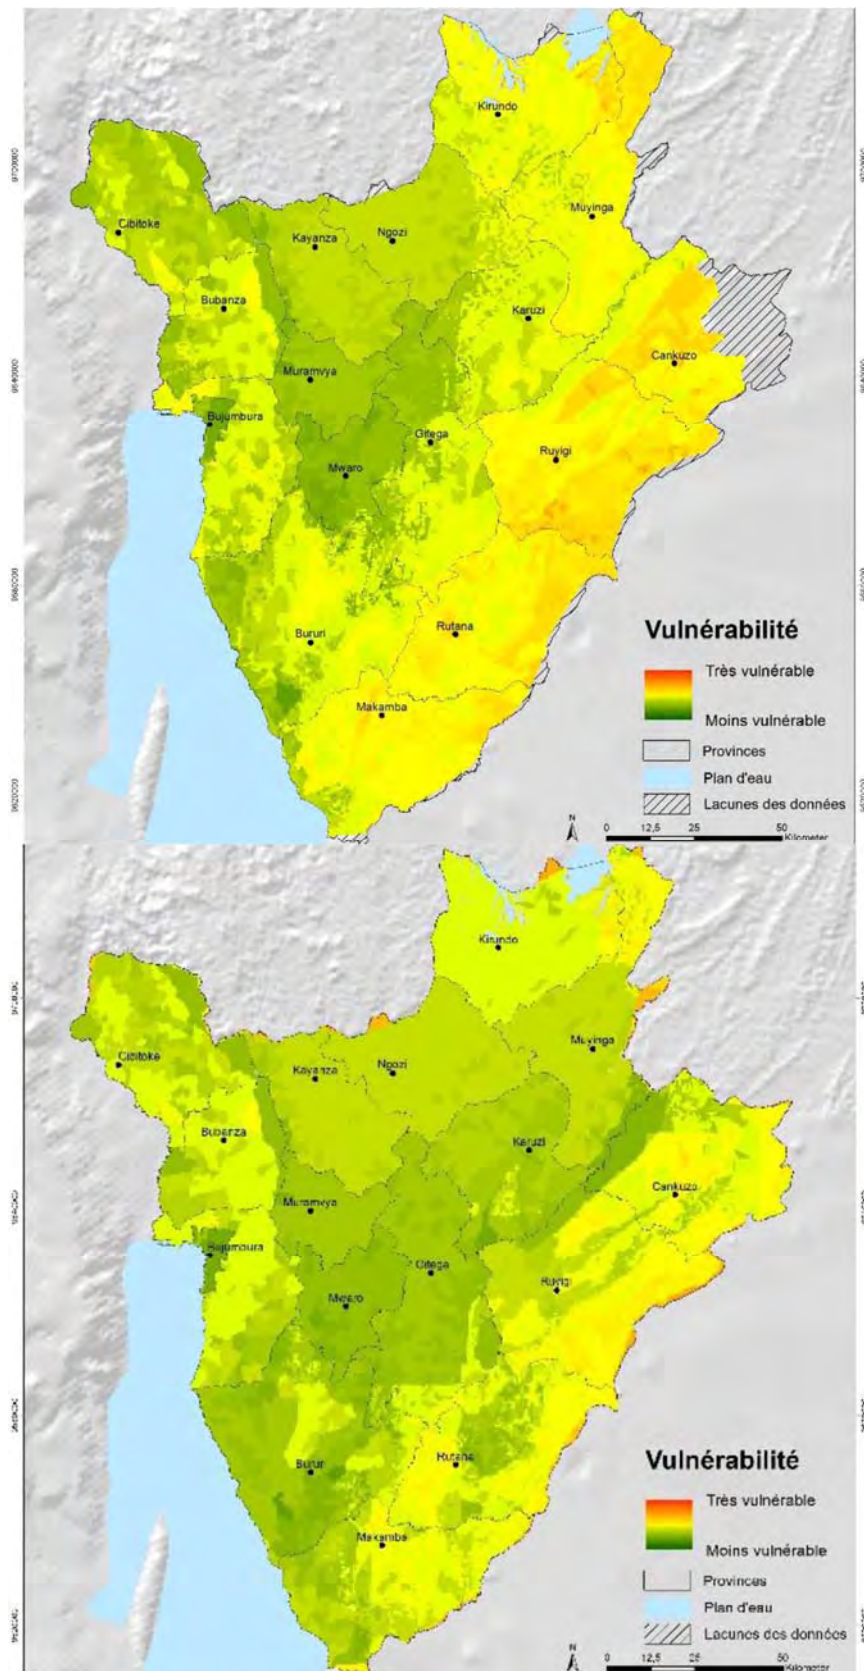 Kirundo
9720000
Muyinga
Cibitoke
Kayanza
Ngozi
Bubanza
Karuzi
Cankuzo
Muramvya
Bujumbura
Gitega
Ruyigi
Mwaro
Rutana
Bururi
Makamba
Vulnérabilité
Très vulnérable
Moins vulnérable
Provinces
Plan d'eau
Lacunes des données
N
0 12,5 25 50
Kilometer
Kirundo
Muyinga
Cibitoke
Kayanza
Ngozi
Bubanza
Karuzi
Cankuzo
Muramvya
Bujumbura
Gitega
Ruyigi
Mwaro
Rutana
Bururi
Makamba
Vulnérabilité
Très vulnérable
Moins vulnérable
Provinces
Plan d'eau
Lacunes des données
N
0 12,5 25 50
Kilometer